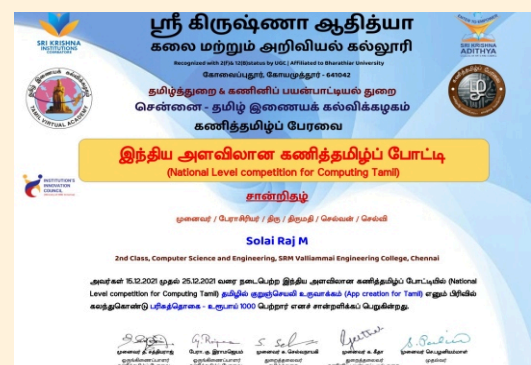 ஸ்ரீ கிருஷ்ணா ஆதித்யா
கலை மற்றும் அறிவியல் கல்லூரி
Recognized with 2(f)& 12(B)status by UGC | Affiliated to Bharathiar University
கோவைப்புதூர், கோயமுத்தூர் - 641042
தமிழ்த்துறை & கணினிப் பயன்பாட்டியல் துறை
சென்னை - தமிழ் இணையக் கல்விக்கழகம்
கணித்தமிழ்ப் பேரவை
SRI KRISHNA
INSTITUTIONS
COIMBATORE
SRI KRISHNA
ADITHYA
TAMIL VIRTUAL ACADEMY
INSTITUTION'S
INNOVATION
COUNCIL
இந்திய அளவிலான கணித்தமிழ்ப் போட்டி
(National Level competition for Computing Tamil)
சான்றிதழ்
முனைவர் / பேராசிரியர் / திரு / திருமதி / செல்வன் / செல்வி
Solai Raj M
2nd Class, Computer Science and Engineering, SRM Valliammai Engineering College, Chennai
அவர்கள் 15.12.2021 முதல் 25.12.2021 வரை நடைபெற்ற இந்திய அளவிலான கணித்தமிழ்ப் போட்டியில் (National
Level competition for Computing Tamil) தமிழில் குறுஞ்செயலி உருவாக்கம் (App creation for Tamil) எனும் பிரிவில்
கலந்துகொண்டு பரிசுத்தொகை - உரூபாய் 1000 பெற்றார் எனச் சான்றளிக்கப் பெறுகின்றது.